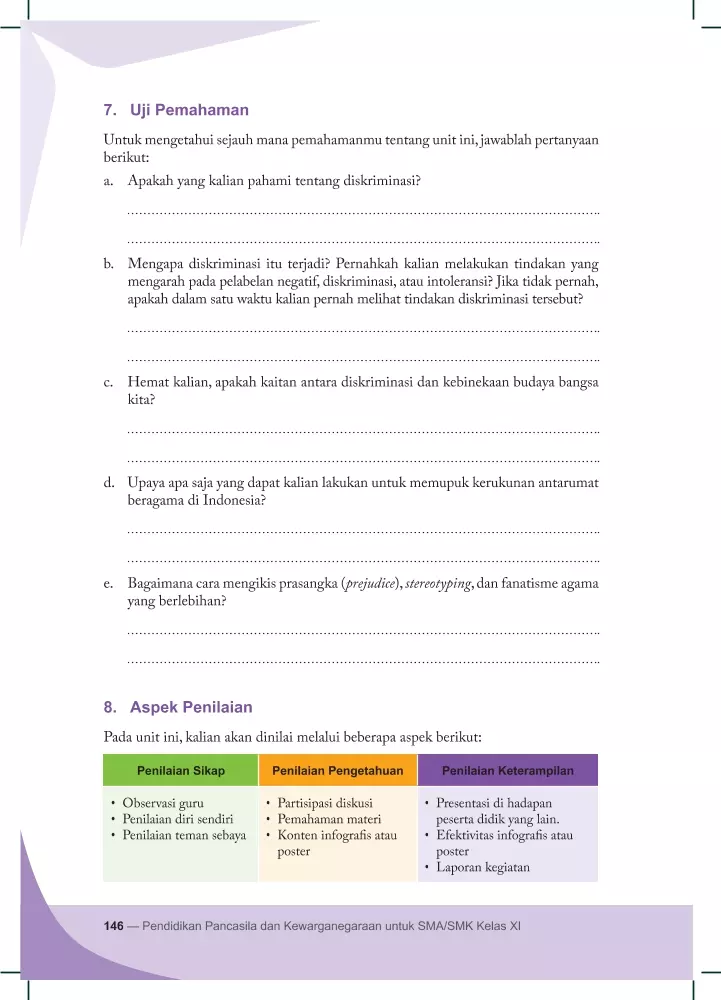 7. Uji Pemahaman
Untuk mengetahui sejauh mana pemahamanmu tentang unit ini, jawablah pertanyaan
berikut:
a. Apakah yang kalian pahami tentang diskriminasi?
................................................................................
................................................................................
b. Mengapa diskriminasi itu terjadi? Pernahkah kalian melakukan tindakan yang
mengarah pada pelabelan negatif, diskriminasi, atau intoleransi? Jika tidak pernah,
apakah dalam satu waktu kalian pernah melihat tindakan diskriminasi tersebut?
................................................................................
................................................................................
c. Hemat kalian, apakah kaitan antara diskriminasi dan kebinekaan budaya bangsa
kita?
................................................................................
................................................................................
d. Upaya apa saja yang dapat kalian lakukan untuk memupuk kerukunan antarumat
beragama di Indonesia?
................................................................................
................................................................................
e. Bagaimana cara mengikis prasangka (prejudice), stereotyping, dan fanatisme agama
yang berlebihan?
................................................................................
................................................................................
8. Aspek Penilaian
Pada unit ini, kalian akan dinilai melalui beberapa aspek berikut:
Penilaian Sikap
• Observasi guru
• Penilaian diri sendiri
• Penilaian teman sebaya
Penilaian Pengetahuan
• Partisipasi diskusi
• Pemahaman materi
• Konten infografis atau
poster
Penilaian Keterampilan
• Presentasi di hadapan
peserta didik yang lain.
• Efektivitas infografis atau
poster
• Laporan kegiatan
146 — Pendidikan Pancasila dan Kewarganegaraan untuk SMA/SMK Kelas XI